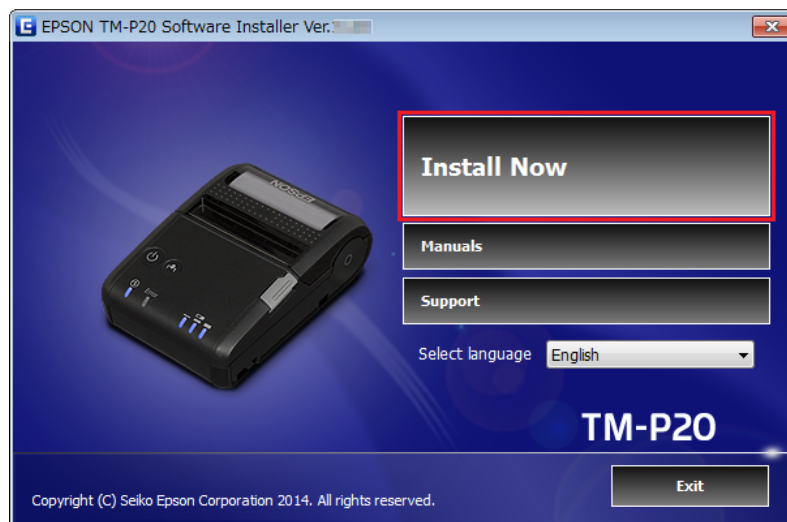 EPSON TM-P20 Software Installer Ver.
Install Now
EPSON
Manuals
Error
Support
Select language English
TM-P20
Exit
Copyright (C) Seiko Epson Corporation 2014. All rights reserved.